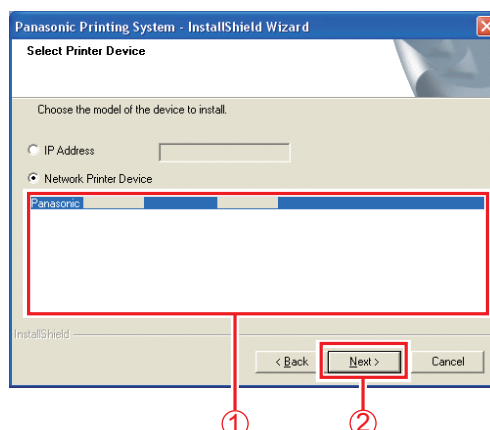 Panasonic Printing System - InstallShield Wizard
Select Printer Device
Choose the model of the device to install.
IP Address
Network Printer Device
Panasonic
InstallShield
< Back Next > Cancel
① ②